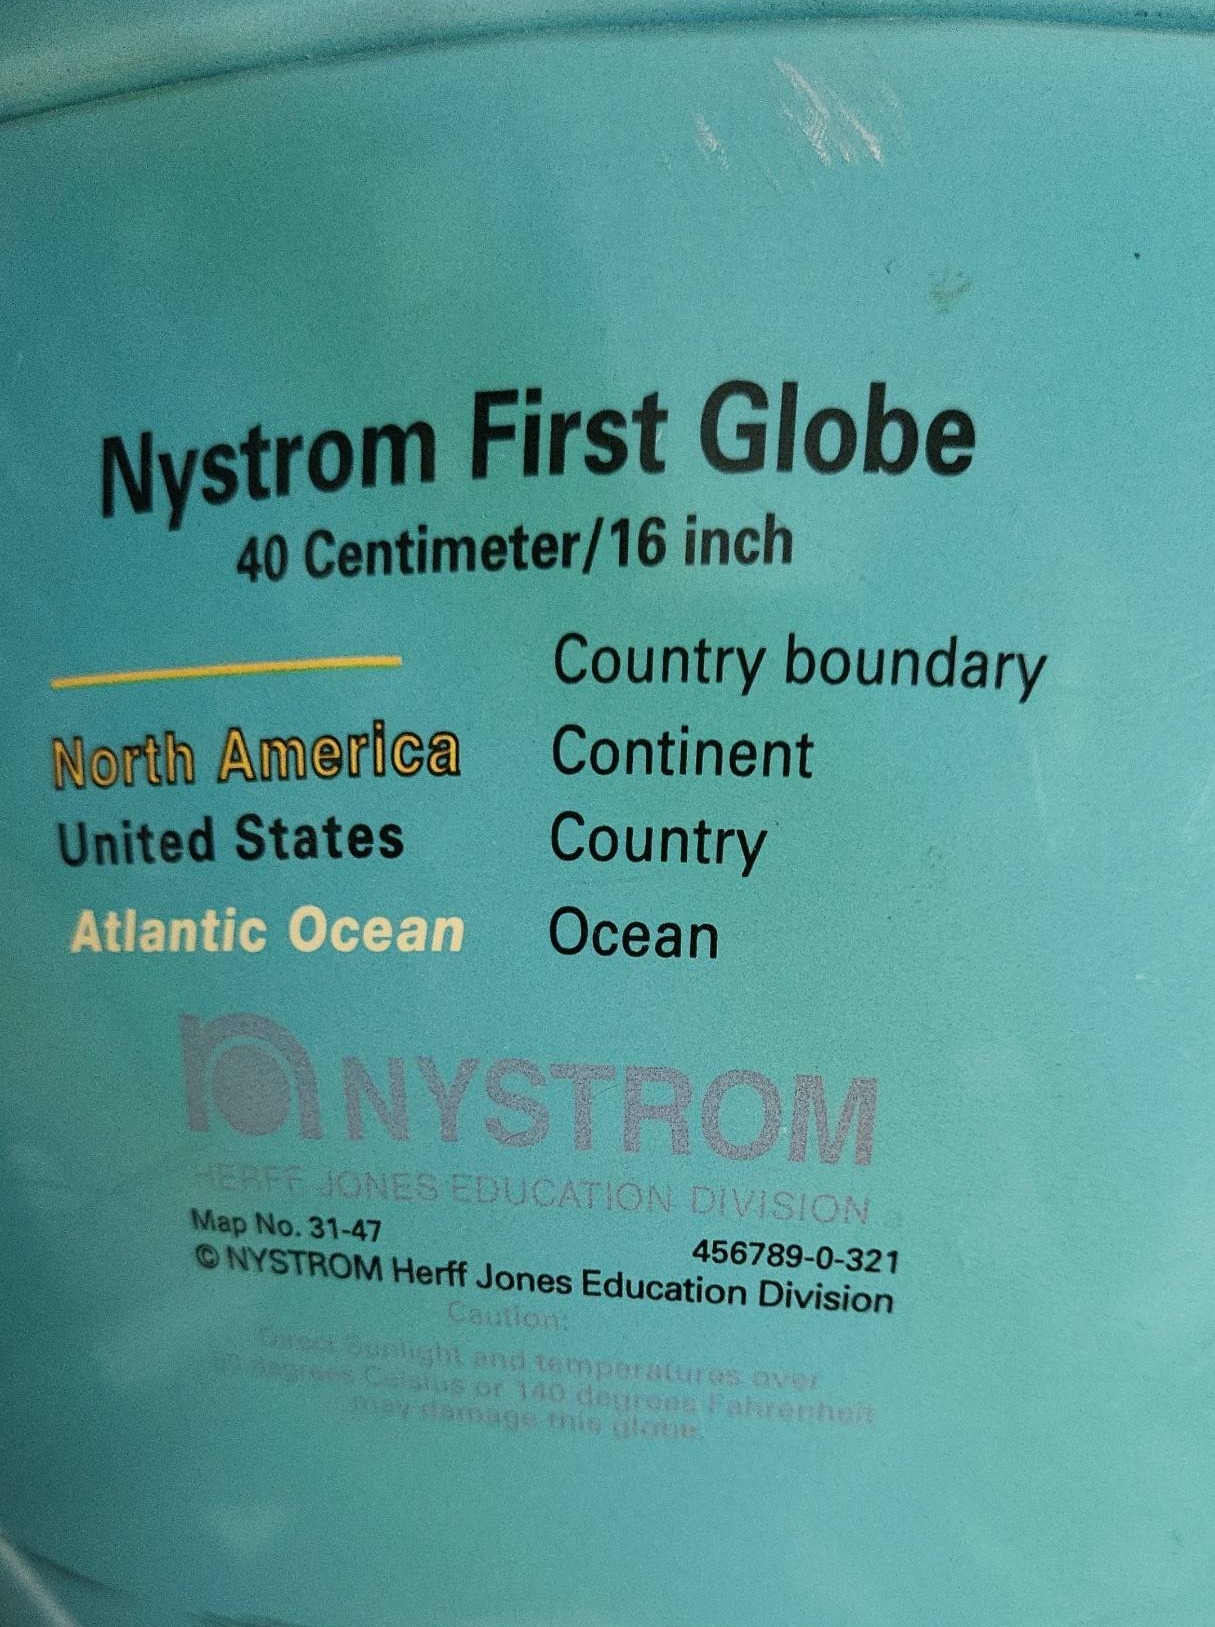 Nystrom First Globe
40 Centimeter/16 inch
Country boundary
North America Continent
United States Country
Atlantic Ocean Ocean
NYSTROM
HERFF JONES EDUCATION DIVISION
Map No. 31-47 456789-0-321
© NYSTROM Herff Jones Education Division
Caution:
Direct Sunlight and temperatures over
60 degrees Celsius or 140 degrees Fahrenheit
may damage this globe.